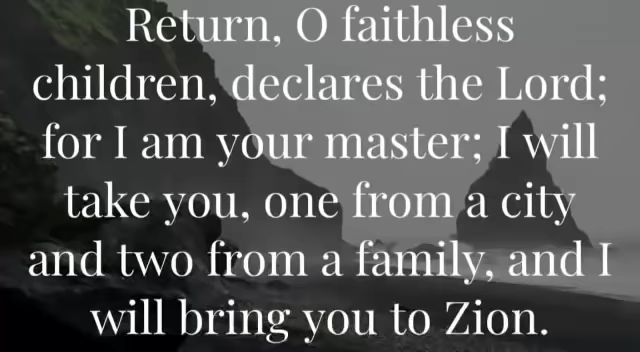 Return, O faithless
children, declares the Lord;
for I am your master; I will
take you, one from a city
and two from a family, and I
will bring you to Zion.